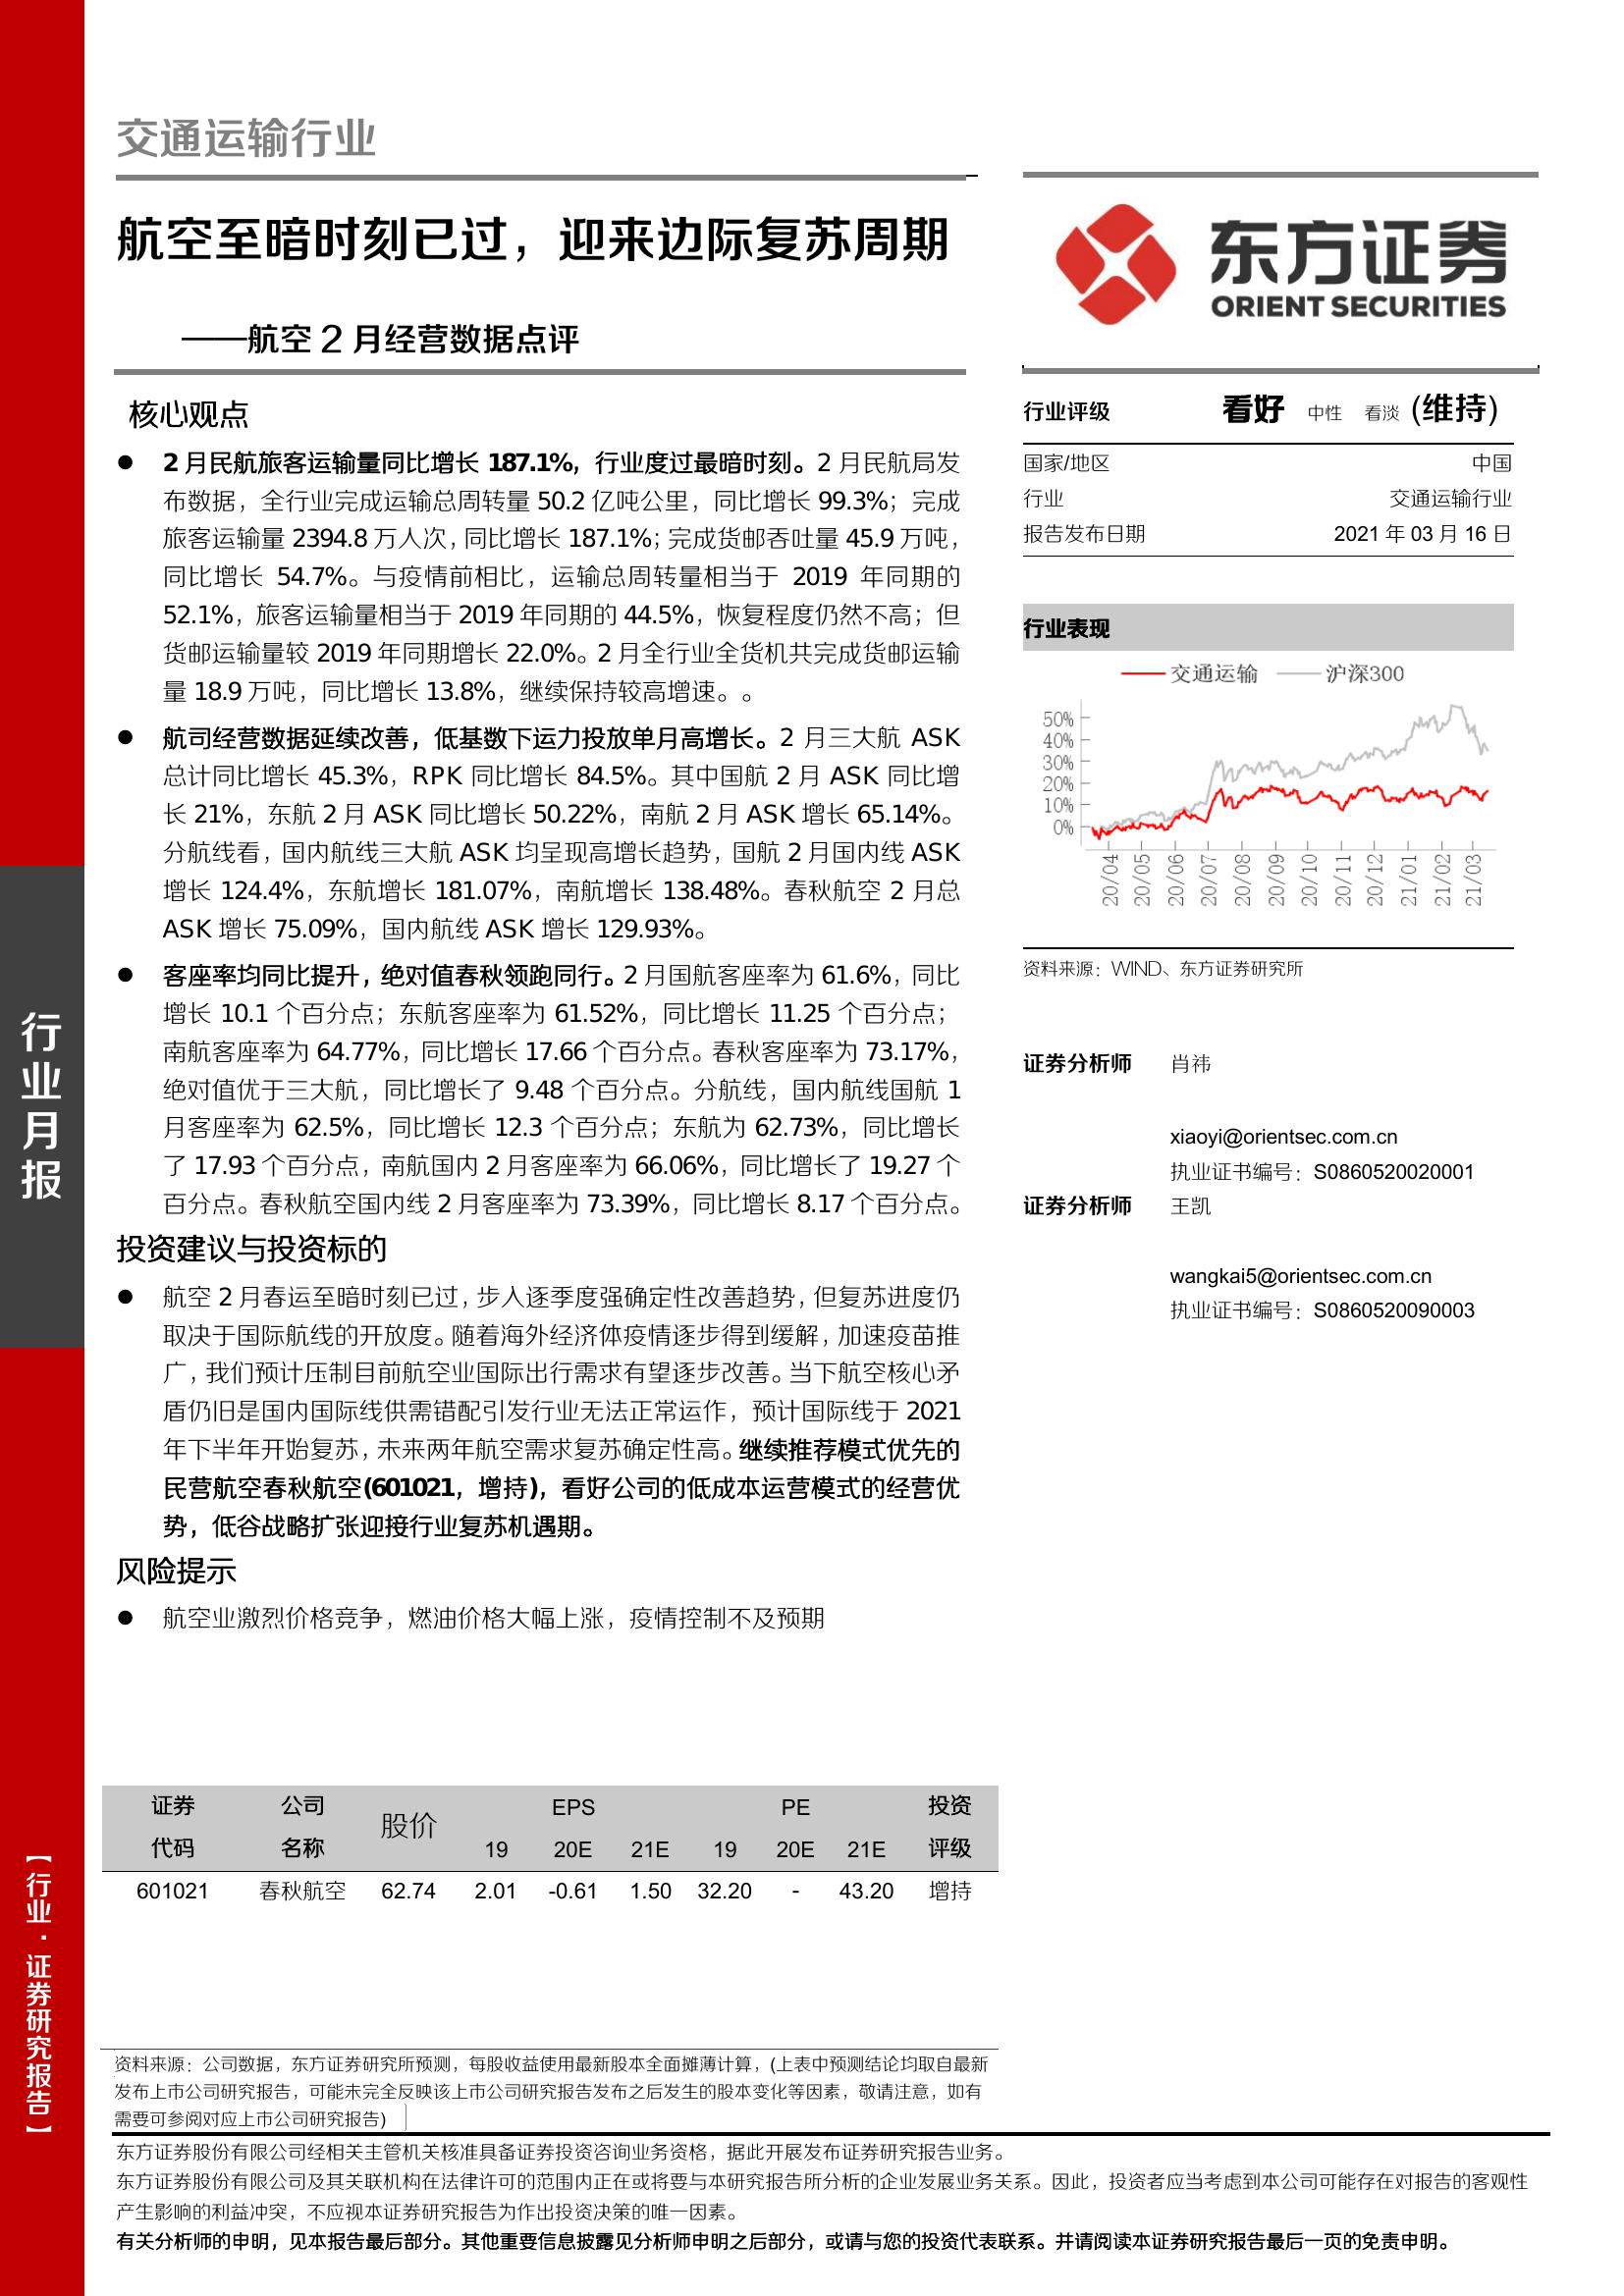 交通运输行业
航空至暗时刻已过，迎来边际复苏周期
——航空 2 月经营数据点评
核心观点
● 2 月民航旅客运输量同比增长 187.1%，行业度过最暗时刻。2 月民航局发
布数据，全行业完成运输总周转量 50.2 亿吨公里，同比增长 99.3%；完成
旅客运输量 2394.8 万人次，同比增长 187.1%；完成货邮吞吐量 45.9 万吨，
同比增长 54.7%。与疫情前相比，运输总周转量相当于 2019 年同期的
52.1%，旅客运输量相当于 2019 年同期的 44.5%，恢复程度仍然不高；但
货邮运输量较 2019 年同期增长 22.0%。2 月全行业全货机共完成货邮运输
量 18.9 万吨，同比增长 13.8%，继续保持较高增速。。
● 航司经营数据延续改善，低基数下运力投放单月高增长。2 月三大航 ASK
总计同比增长 45.3%，RPK 同比增长 84.5%。其中国航 2 月 ASK 同比增
长 21%，东航 2 月 ASK 同比增长 50.22%，南航 2 月 ASK 增长 65.14%。
分航线看，国内航线三大航 ASK 均呈现高增长趋势，国航 2 月国内线 ASK
增长 124.4%，东航增长 181.07%，南航增长 138.48%。春秋航空 2 月总
ASK 增长 75.09%，国内航线 ASK 增长 129.93%。
● 客座率均同比提升，绝对值春秋领跑同行。2 月国航客座率为 61.6%，同比
增长 10.1 个百分点；东航客座率为 61.52%，同比增长 11.25 个百分点；
南航客座率为 64.77%，同比增长 17.66 个百分点。春秋客座率为 73.17%，
绝对值优于三大航，同比增长了 9.48 个百分点。分航线，国内航线国航 1
月客座率为 62.5%，同比增长 12.3 个百分点；东航为 62.73%，同比增长
了 17.93 个百分点，南航国内 2 月客座率为 66.06%，同比增长了 19.27 个
百分点。春秋航空国内线 2 月客座率为 73.39%，同比增长 8.17 个百分点。
投资建议与投资标的
● 航空 2 月春运至暗时刻已过，步入逐季度强确定性改善趋势，但复苏进度仍
取决于国际航线的开放度。随着海外经济体疫情逐步得到缓解，加速疫苗推
广，我们预计压制目前航空业国际出行需求有望逐步改善。当下航空核心矛
盾仍旧是国内国际线供需错配引发行业无法正常运作，预计国际线于 2021
年下半年开始复苏，未来两年航空需求复苏确定性高。继续推荐模式优先的
民营航空春秋航空(601021，增持)，看好公司的低成本运营模式的经营优
势，低谷战略扩张迎接行业复苏机遇期。
风险提示
● 航空业激烈价格竞争，燃油价格大幅上涨，疫情控制不及预期
证券 公司 股价 EPS PE 投资
代码 名称 19 20E 21E 19 20E 21E 评级
601021 春秋航空 62.74 2.01 -0.61 1.50 32.20 - 43.20 增持
资料来源：公司数据，东方证券研究所预测，每股收益使用最新股本全面摊薄计算，(上表中预测结论均取自最新
发布上市公司研究报告，可能未完全反映该上市公司研究报告发布之后发生的股本变化等因素，敬请注意，如有
需要可参阅对应上市公司研究报告)
东方证券
ORIENT SECURITIES
行业评级 看好 中性 看淡 (维持)
国家/地区 中国
行业 交通运输行业
报告发布日期 2021 年 03 月 16 日
行业表现
交通运输 沪深300
50%
40%
30%
20%
10%
0%
20/04 20/05 20/06 20/07 20/08 20/09 20/10 20/11 20/12 21/01 21/02 21/03
资料来源：WIND、东方证券研究所
证券分析师 肖祎
xiaoyi@orientsec.com.cn
执业证书编号：S0860520020001
证券分析师 王凯
wangkai5@orientsec.com.cn
执业证书编号：S0860520090003
行业月报
【行业·证券研究报告】
东方证券股份有限公司经相关主管机关核准具备证券投资咨询业务资格，据此开展发布证券研究报告业务。
东方证券股份有限公司及其关联机构在法律许可的范围内正在或将要与本研究报告所分析的企业发展业务关系。因此，投资者应当考虑到本公司可能存在对报告的客观性
产生影响的利益冲突，不应视本证券研究报告为作出投资决策的唯一因素。
有关分析师的申明，见本报告最后部分。其他重要信息披露见分析师申明之后部分，或请与您的投资代表联系。并请阅读本证券研究报告最后一页的免责申明。